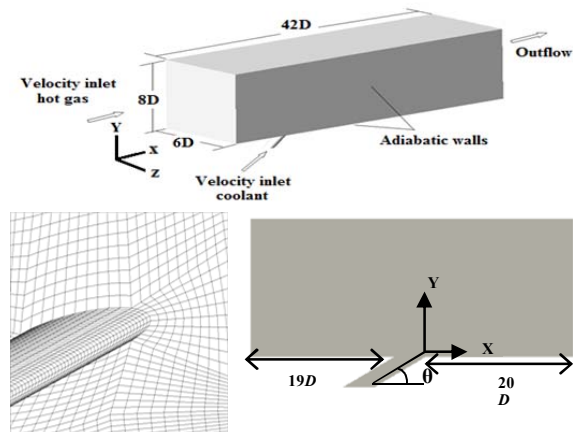 42D
Outflow
Velocity inlet
hot gas
8D
Y
x
z
6D
Adiabatic walls
Velocity inlet
coolant
Y
X
19D
θ
20
D